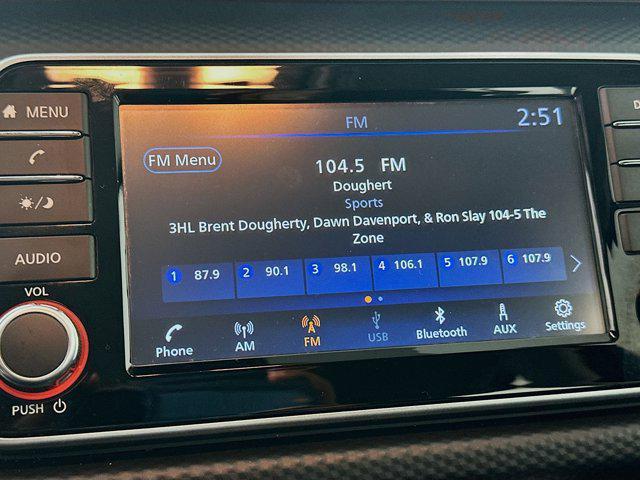 MENU
AUDIO
VOL
PUSH
D
FM
2:51
FM Menu
104.5 FM
Doughert
Sports
3HL Brent Dougherty, Dawn Davenport, & Ron Slay 104-5 The
Zone
1 87.9 2 90.1 3 98.1 4 106.1 5 107.9 6 107.9
Phone AM FM USB Bluetooth AUX Settings